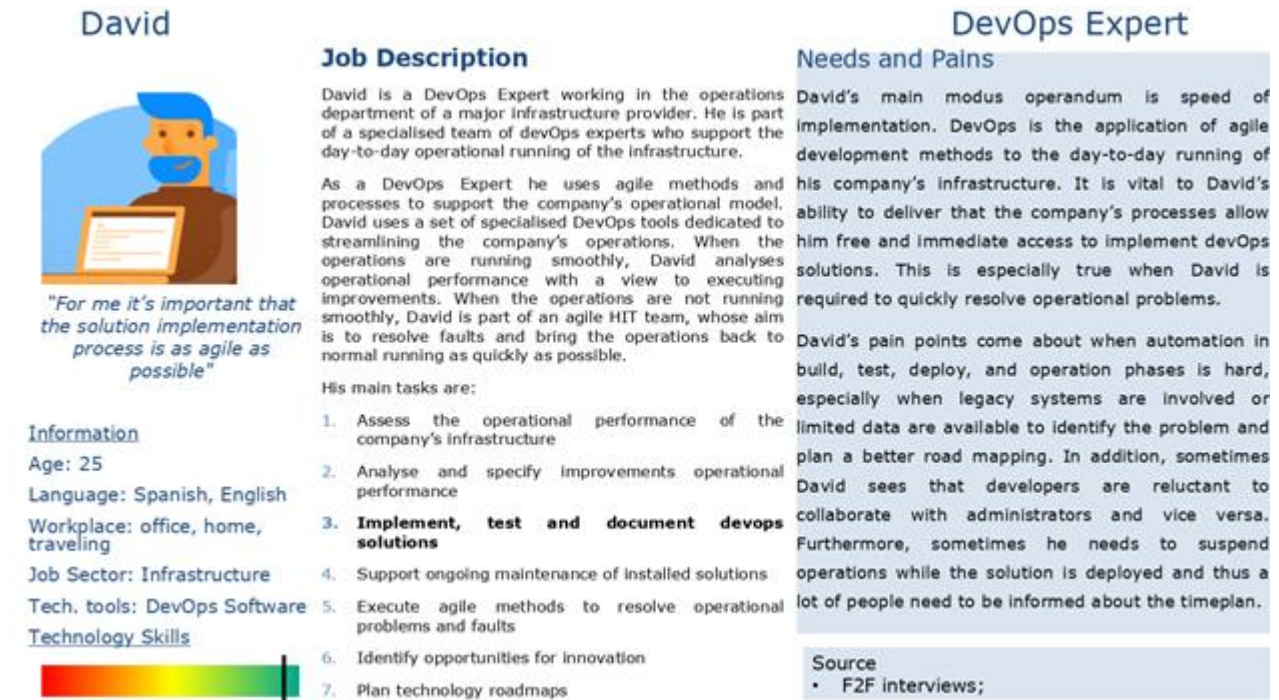 David
DevOps Expert
"For me it's important that
the solution implementation
process is as agile as
possible"
Information
Age: 25
Language: Spanish, English
Workplace: office, home,
traveling
Job Sector: Infrastructure
Tech. tools: DevOps Software
Technology Skills
Job Description
David is a DevOps Expert working in the operations
department of a major infrastructure provider. He is part
of a specialised team of devOps experts who support the
day-to-day operational running of the infrastructure.
As a DevOps Expert he uses agile methods and
processes to support the company's operational model.
David uses a set of specialised DevOps tools dedicated to
streamlining the company's operations. When the
operations are running smoothly, David analyses
operational performance with a view to executing
improvements. When the operations are not running
smoothly, David is part of an agile HIT team, whose aim
is to resolve faults and bring the operations back to
normal running as quickly as possible.
His main tasks are:
1. Assess the operational performance of the
company's infrastructure
2. Analyse and specify improvements operational
performance
3. Implement, test and document devops
solutions
4. Support ongoing maintenance of installed solutions
5. Execute agile methods to resolve operational
problems and faults
6. Identify opportunities for innovation
7. Plan technology roadmaps
Needs and Pains
David's main modus operandum is speed of
implementation. DevOps is the application of agile
development methods to the day-to-day running of
his company's infrastructure. It is vital to David's
ability to deliver that the company's processes allow
him free and immediate access to implement devOps
solutions. This is especially true when David is
required to quickly resolve operational problems.
David's pain points come about when automation in
build, test, deploy, and operation phases is hard,
especially when legacy systems are involved or
limited data are available to identify the problem and
plan a better road mapping. In addition, sometimes
David sees that developers are reluctant to
collaborate with administrators and vice versa.
Furthermore, sometimes he needs to suspend
operations while the solution is deployed and thus a
lot of people need to be informed about the timeplan.
Source
• F2F interviews;